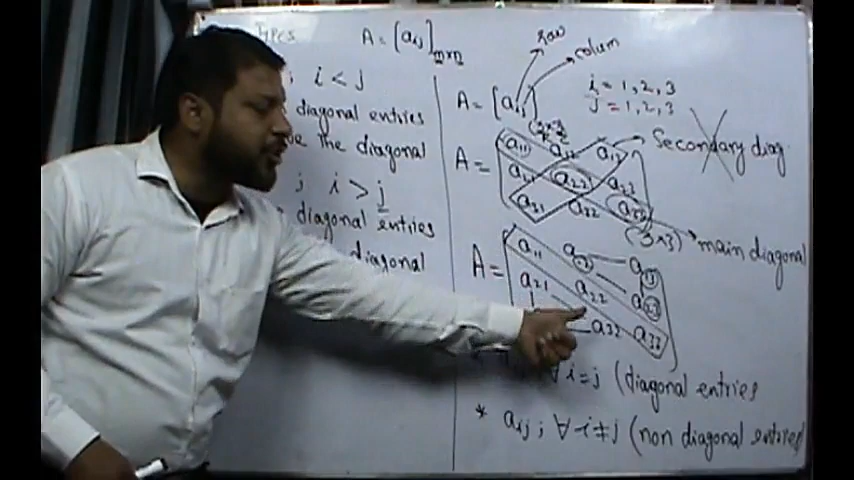 Types
A = [aij]m×n
i < j
diagonal entries
the diagonal
; i > j
diagonal entries
diagonal
row
colum
A = [aij]
(3×3)
i = 1, 2, 3
j = 1, 2, 3
A =
a11 a12 a13
a21 a22 a23
a31 a32 a33
(3×3)
Secondary diag
main diagonal
A =
a11 a12 a13
a21 a22 a23
a32 a33
∀ i = j (diagonal entries
* aij ; ∀ i ≠ j (non diagonal entries